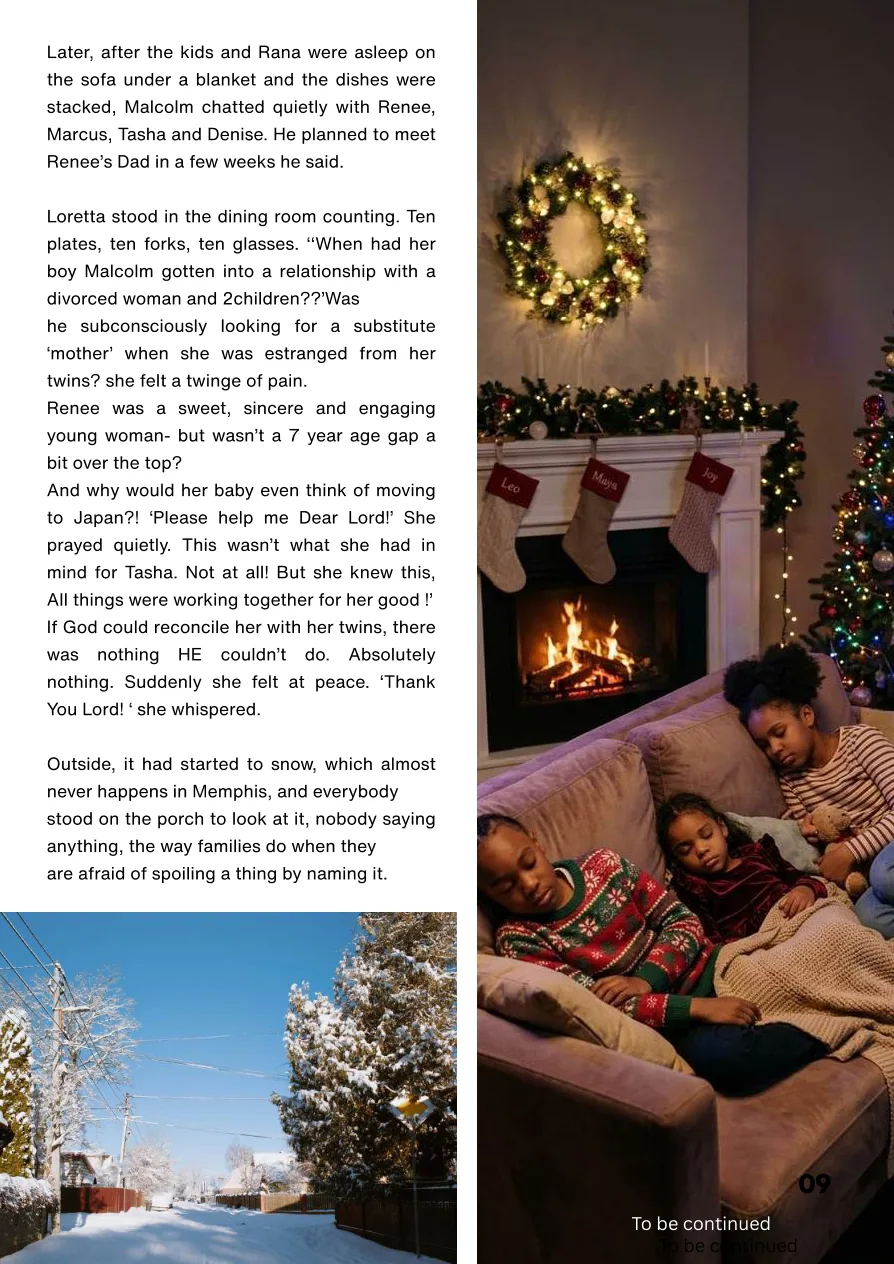 Later, after the kids and Rana were asleep on
the sofa under a blanket and the dishes were
stacked, Malcolm chatted quietly with Renee,
Marcus, Tasha and Denise. He planned to meet
Renee’s Dad in a few weeks he said.
Loretta stood in the dining room counting. Ten
plates, ten forks, ten glasses. ‘‘When had her
boy Malcolm gotten into a relationship with a
divorced woman and 2children??’Was
he subconsciously looking for a substitute
‘mother’ when she was estranged from her
twins? she felt a twinge of pain.
Renee was a sweet, sincere and engaging
young woman- but wasn’t a 7 year age gap a
bit over the top?
And why would her baby even think of moving
to Japan?! ‘Please help me Dear Lord!’ She
prayed quietly. This wasn’t what she had in
mind for Tasha. Not at all! But she knew this,
All things were working together for her good !’
If God could reconcile her with her twins, there
was nothing HE couldn’t do. Absolutely
nothing. Suddenly she felt at peace. ‘Thank
You Lord! ‘ she whispered.
Outside, it had started to snow, which almost
never happens in Memphis, and everybody
stood on the porch to look at it, nobody saying
anything, the way families do when they
are afraid of spoiling a thing by naming it.
Leo
Maya
Joy
09
To be continued
To be continued